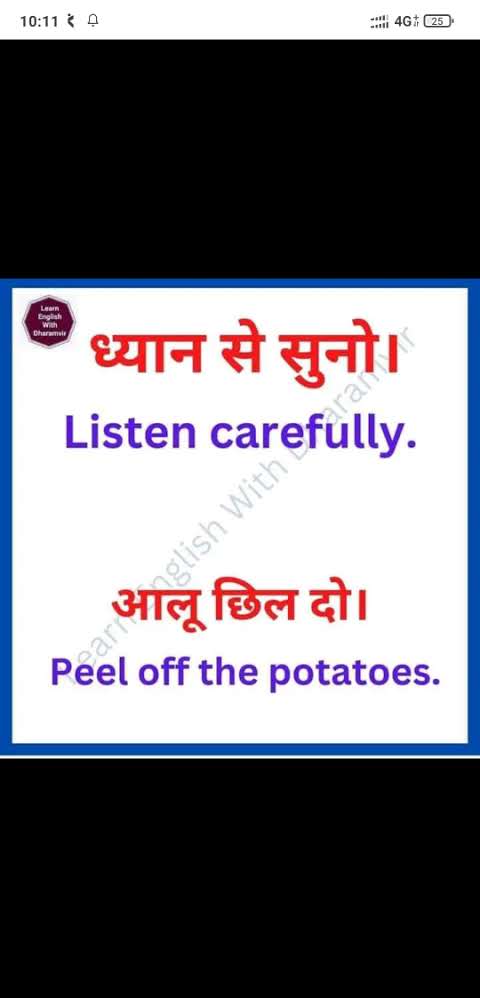 10:11
4G
25
Learn
English
With
Dharamvir
ध्यान से सुनो।
Listen carefully.
Learn English With Dharamvir
आलू छिल दो।
Peel off the potatoes.